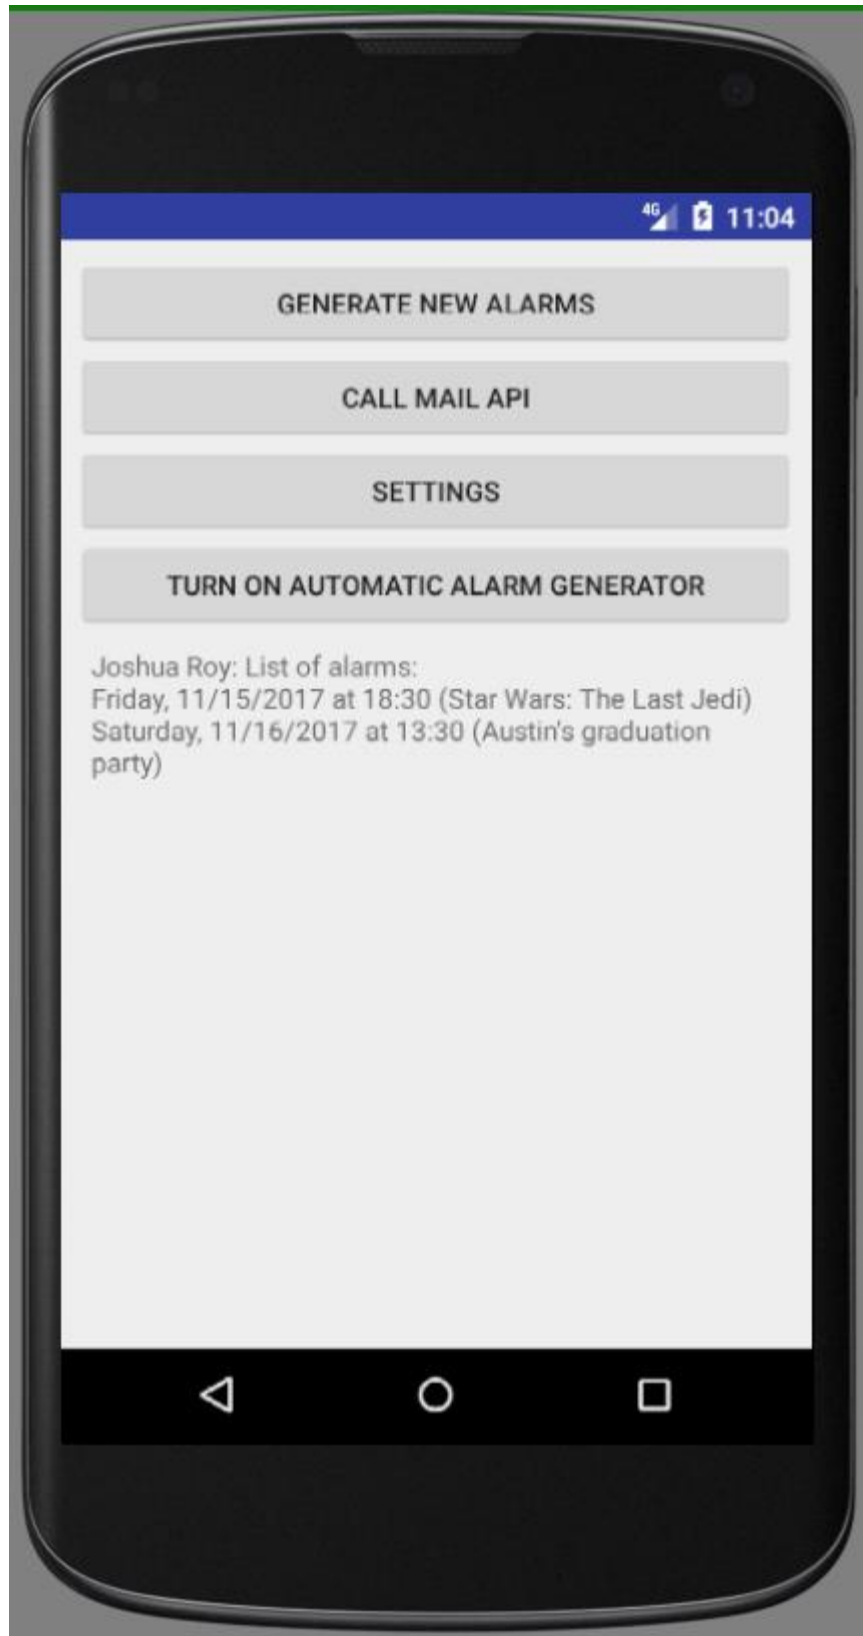 4G 11:04
GENERATE NEW ALARMS
CALL MAIL API
SETTINGS
TURN ON AUTOMATIC ALARM GENERATOR
Joshua Roy: List of alarms:
Friday, 11/15/2017 at 18:30 (Star Wars: The Last Jedi)
Saturday, 11/16/2017 at 13:30 (Austin's graduation
party)